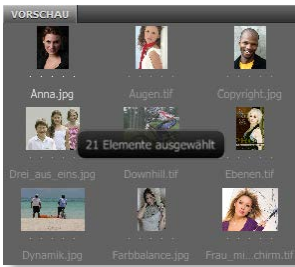 VORSCHAU
Anna.jpg
Augen.tif
Copyright.jpg
21 Elemente ausgewählt
Drei_aus_eins.jpg
Downhill.tif
Ebenen.tif
Dynamik.jpg
Farbbalance.jpg
Frau_mi...chirm.tif